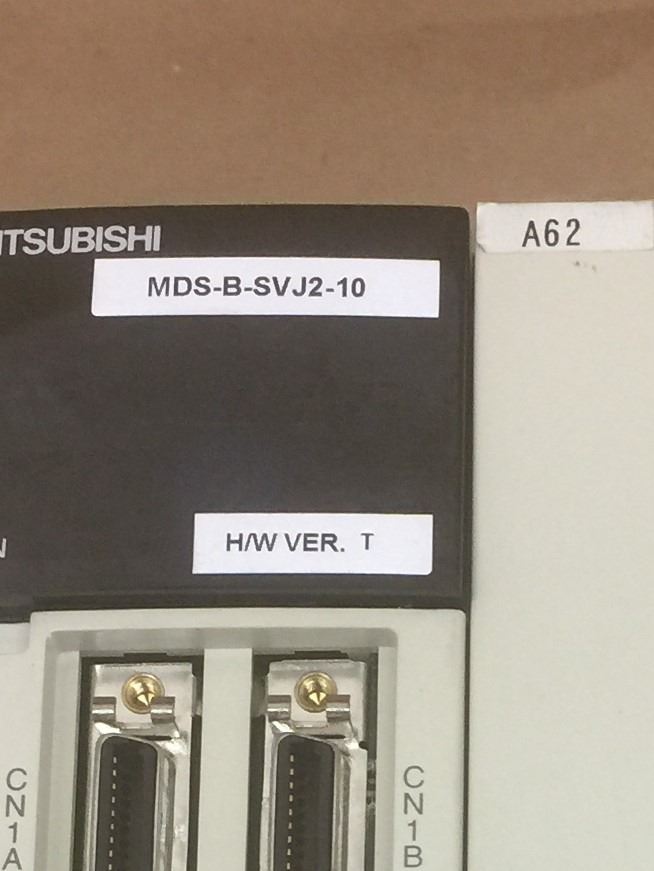 ITSUBISHI
A62
MDS-B-SVJ2-10
N
H/W VER. T
CN1A
CN1B